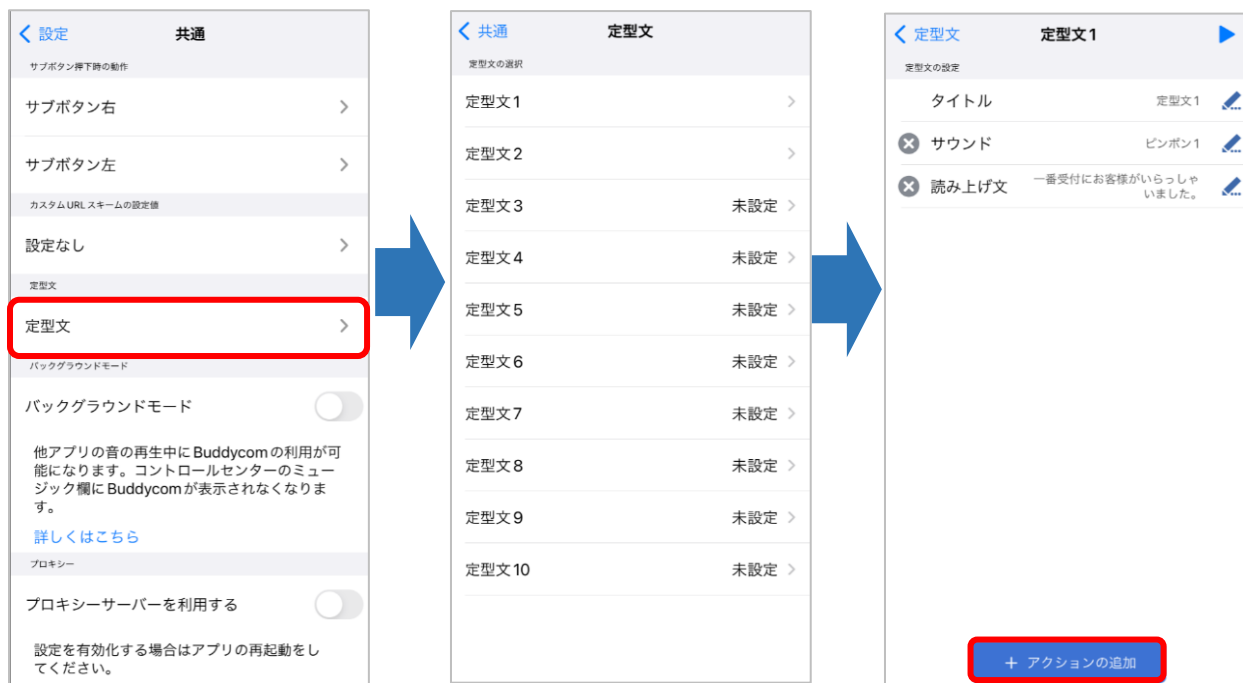 設定
共通
サブボタン押下時の動作
サブボタン右
サブボタン左
カスタムURLスキームの設定値
設定なし
定型文
定型文
バックグラウンドモード
バックグラウンドモード
他アプリの音の再生中にBuddycomの利用が可
能になります。コントロールセンターのミュー
ジック欄にBuddycomが表示されなくなりま
す。
詳しくはこちら
プロキシー
プロキシーサーバーを利用する
設定を有効化する場合はアプリの再起動をし
てください。
共通
定型文
定型文の選択
定型文1
定型文2
定型文3 未設定
定型文4 未設定
定型文5 未設定
定型文6 未設定
定型文7 未設定
定型文8 未設定
定型文9 未設定
定型文10 未設定
定型文
定型文1
定型文の設定
タイトル 定型文1
サウンド ピンポン1
読み上げ文 一番受付にお客様がいらっしゃ
いました。
+ アクションの追加